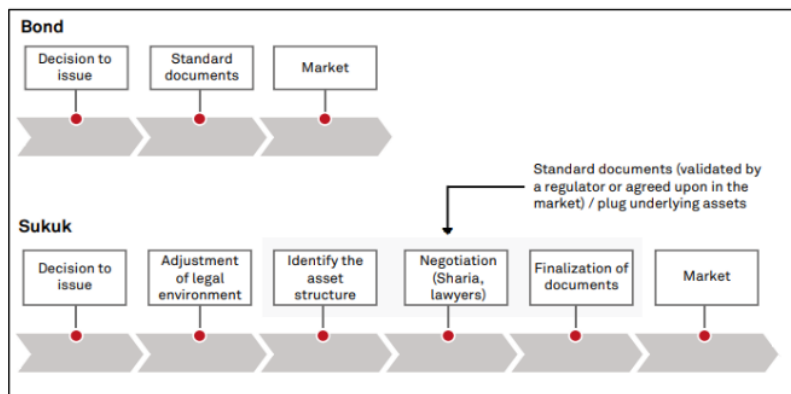 Bond
Decision to
issue
Standard
documents
Market
Standard documents (validated by
a regulator or agreed upon in the
market) / plug underlying assets
Sukuk
Decision to
issue
Adjustment
of legal
environment
Identify the
asset
structure
Negotiation
(Sharia,
lawyers)
Finalization of
documents
Market